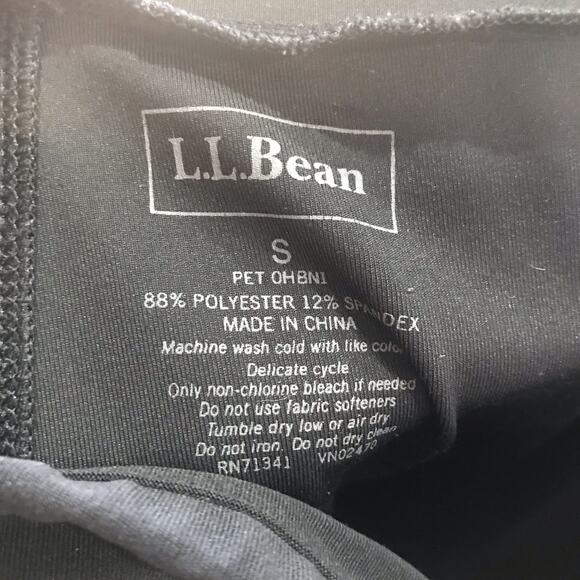 L.L.Bean
S
PET OHBN1
88% POLYESTER 12% SPANDEX
MADE IN CHINA
Machine wash cold with like color
Delicate cycle
Only non-chlorine bleach if needed
Do not use fabric softeners
Tumble dry low or air dry
Do not iron. Do not dry clean
RN71341 VN02470